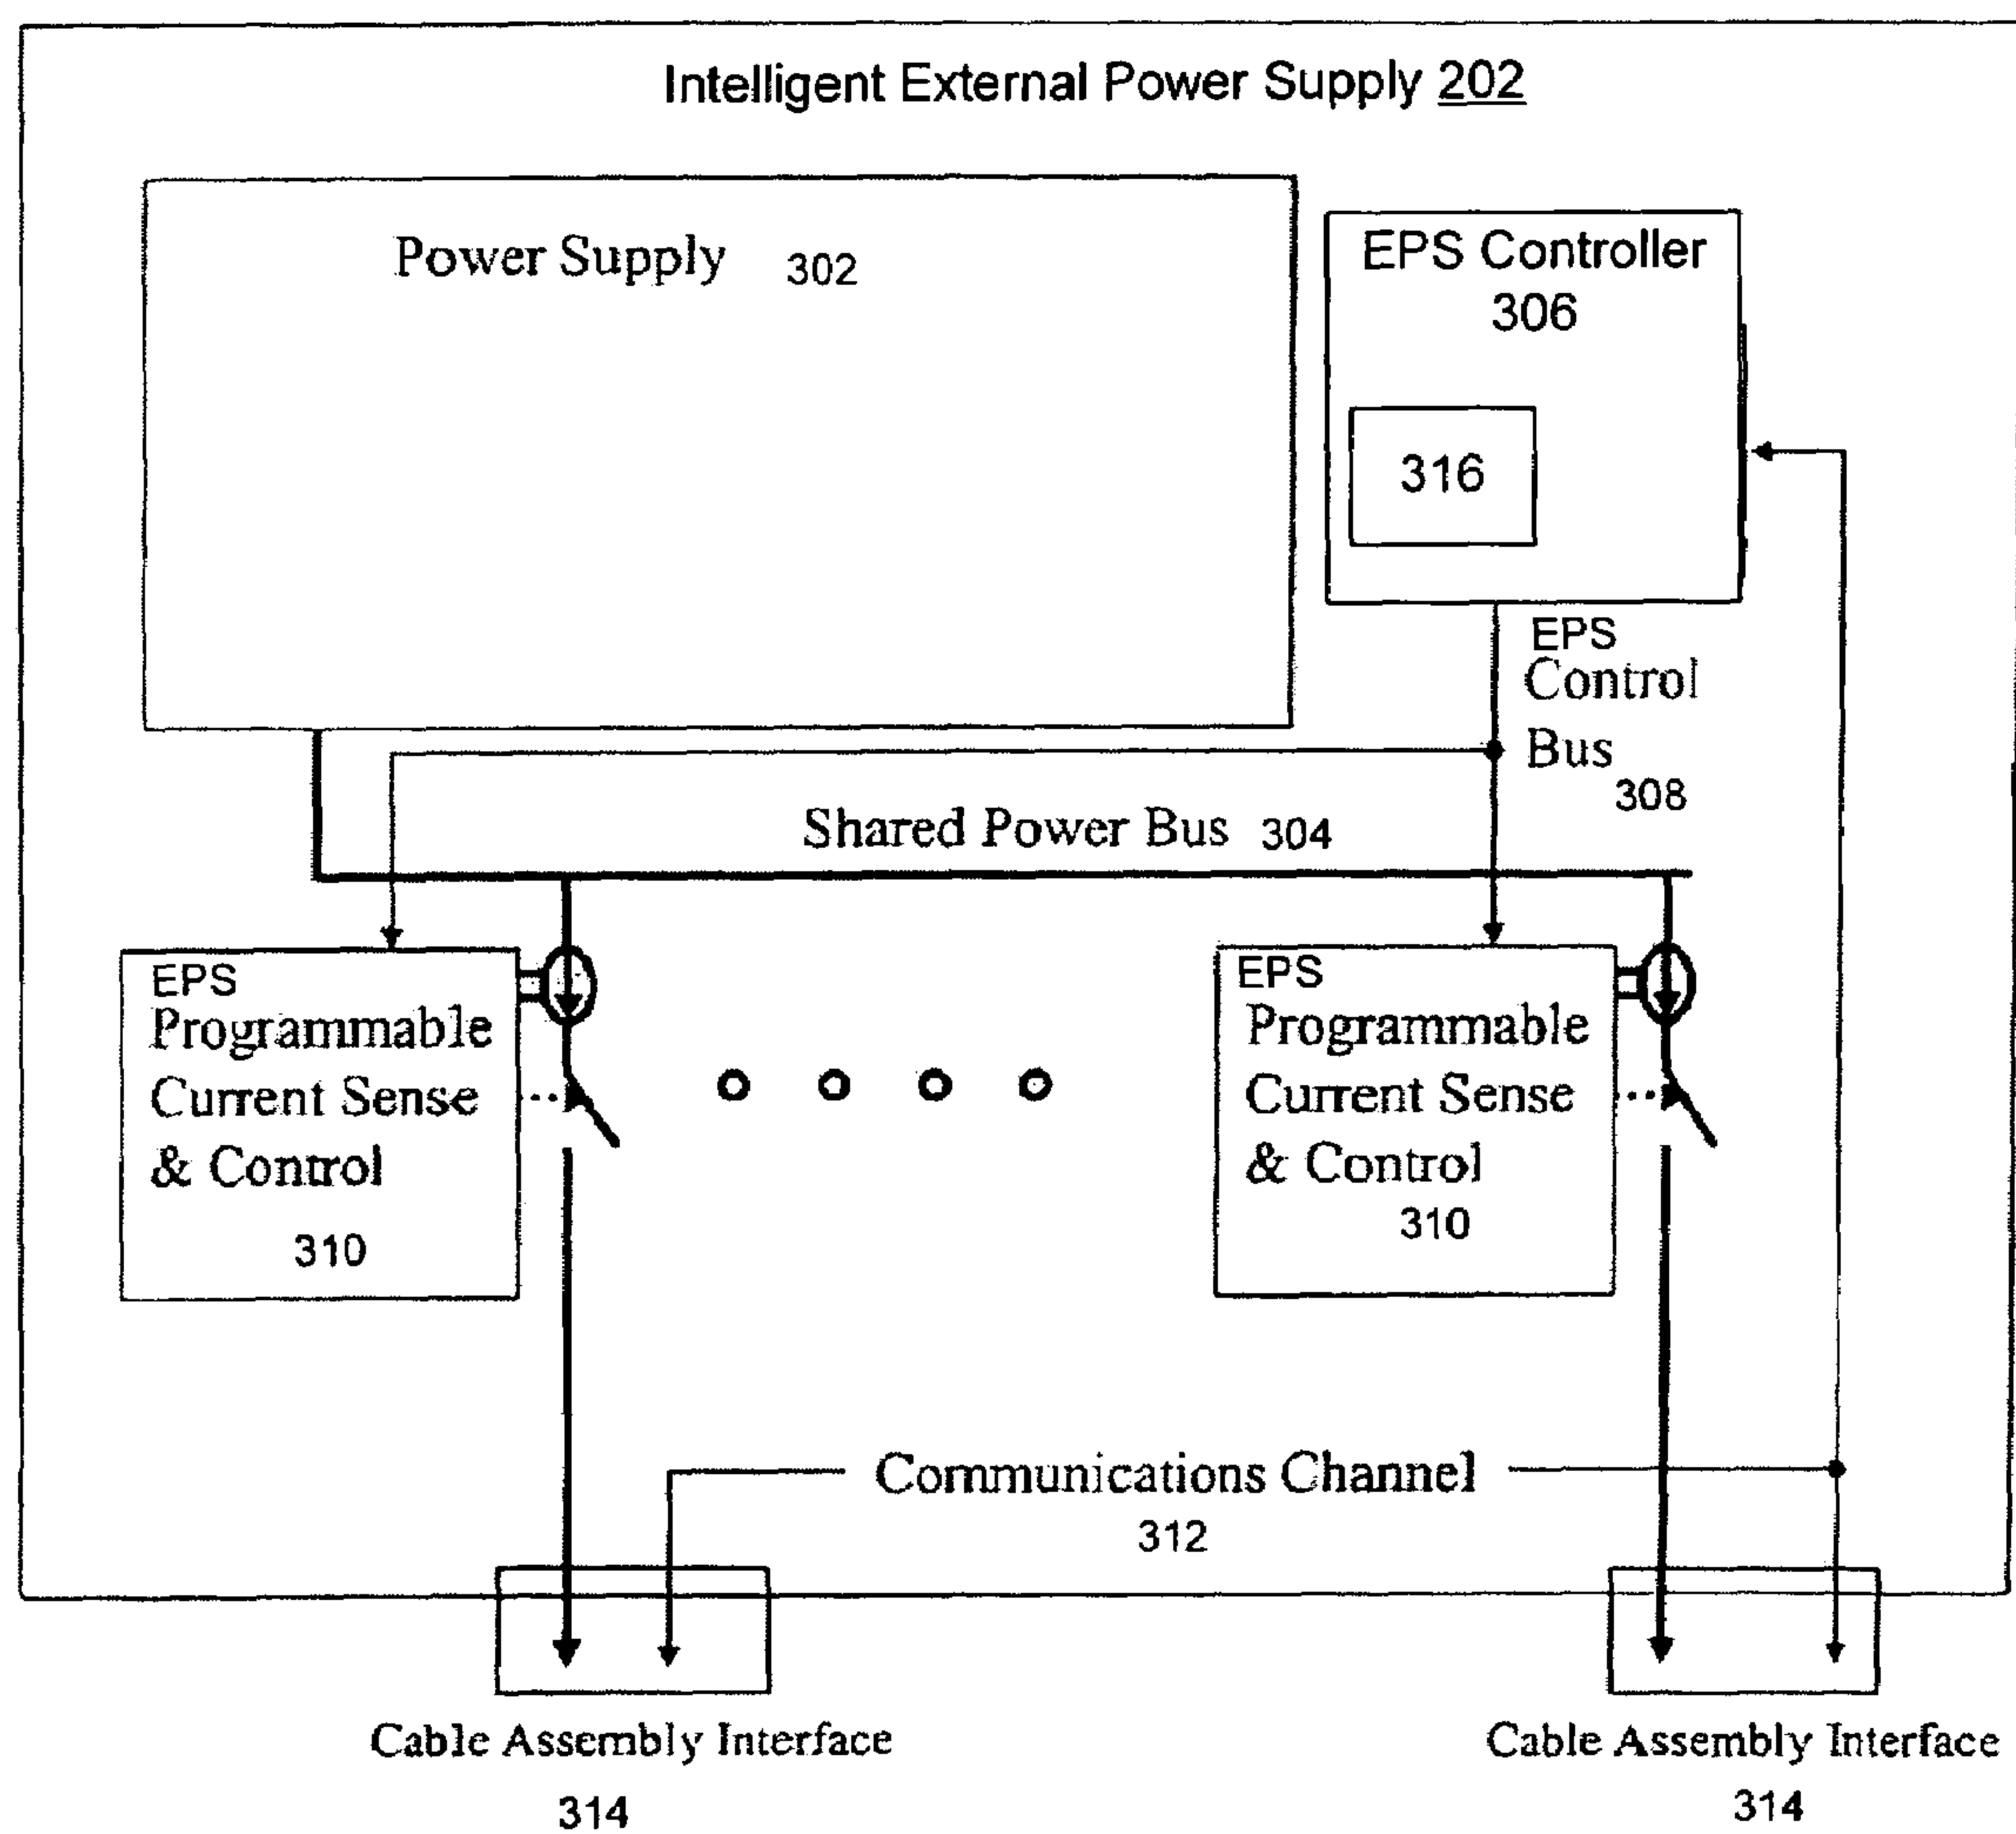 Intelligent External Power Supply 202
Power Supply 302
EPS Controller
306
316
EPS
Control
Bus
308
Shared Power Bus 304
EPS
Programmable
Current Sense
& Control
310
EPS
Programmable
Current Sense
& Control
310
Communications Channel
312
Cable Assembly Interface
314
Cable Assembly Interface
314